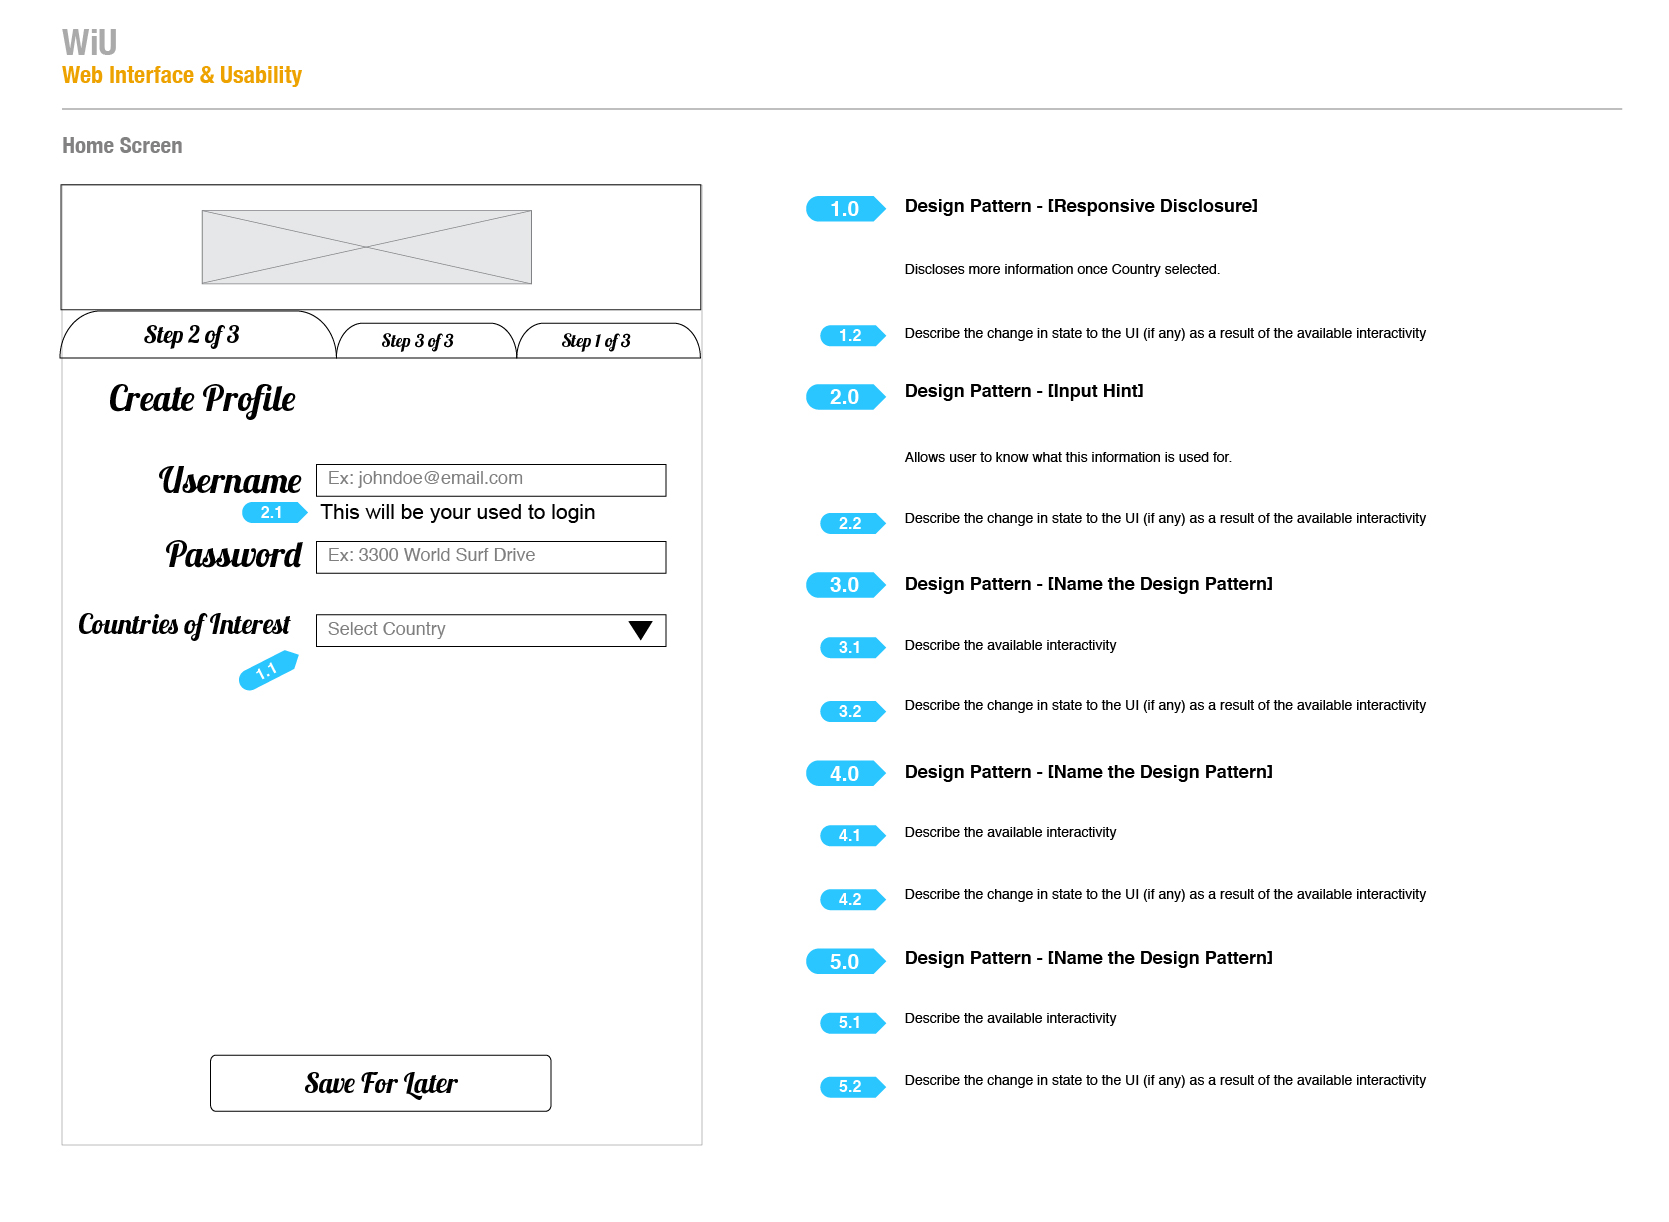 WiU
Web Interface & Usability
Home Screen
Step 2 of 3
Step 3 of 3
Step 1 of 3
Create Profile
Username
Ex: johndoe@email.com
2.1
This will be your used to login
Password
Ex: 3300 World Surf Drive
Countries of Interest
Select Country
1.1
Save For Later
1.0
Design Pattern - [Responsive Disclosure]
Discloses more information once Country selected.
1.2
Describe the change in state to the UI (if any) as a result of the available interactivity
2.0
Design Pattern - [Input Hint]
Allows user to know what this information is used for.
2.2
Describe the change in state to the UI (if any) as a result of the available interactivity
3.0
Design Pattern - [Name the Design Pattern]
3.1
Describe the available interactivity
3.2
Describe the change in state to the UI (if any) as a result of the available interactivity
4.0
Design Pattern - [Name the Design Pattern]
4.1
Describe the available interactivity
4.2
Describe the change in state to the UI (if any) as a result of the available interactivity
5.0
Design Pattern - [Name the Design Pattern]
5.1
Describe the available interactivity
5.2
Describe the change in state to the UI (if any) as a result of the available interactivity